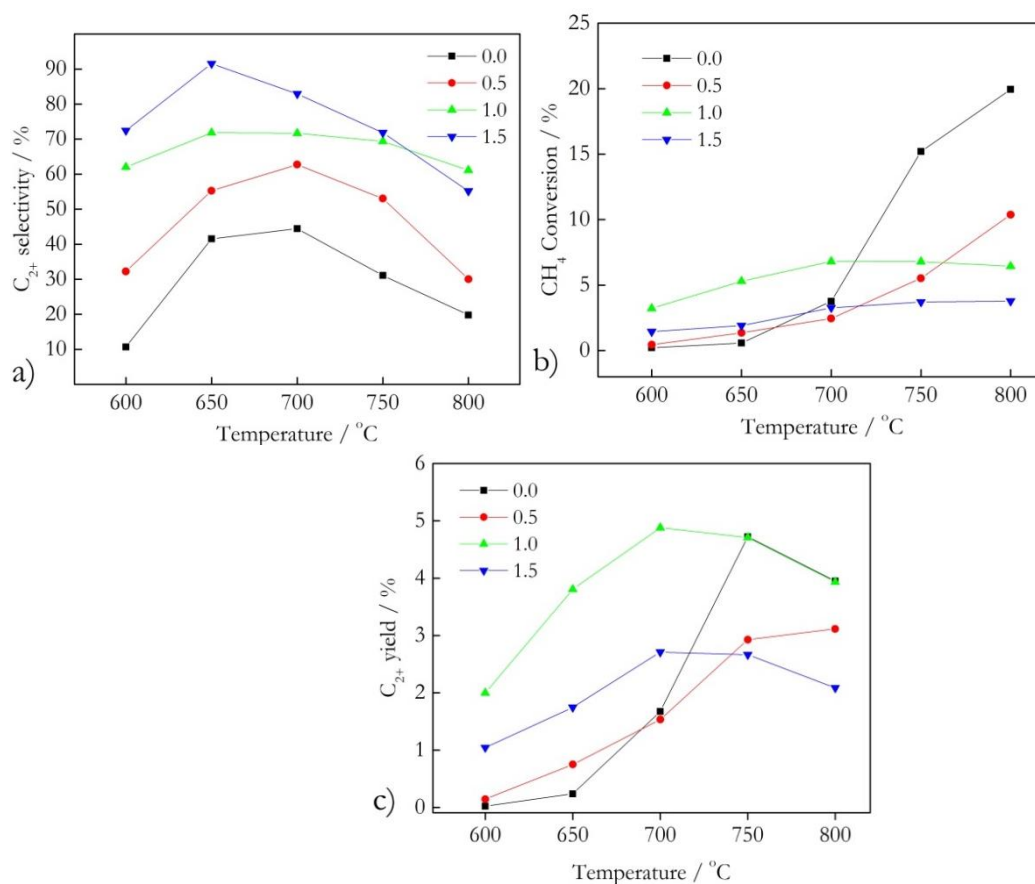 0.0
0.5
1.0
1.5
90
80
70
60
50
40
30
20
10
C2+ selectivity / %
600 650 700 750 800
Temperature / °C
a)
0.0
0.5
1.0
1.5
25
20
15
10
5
0
CH4 Conversion / %
600 650 700 750 800
Temperature / °C
b)
0.0
0.5
1.0
1.5
6
5
4
3
2
1
0
C2+ yield / %
600 650 700 750 800
Temperature / °C
c)